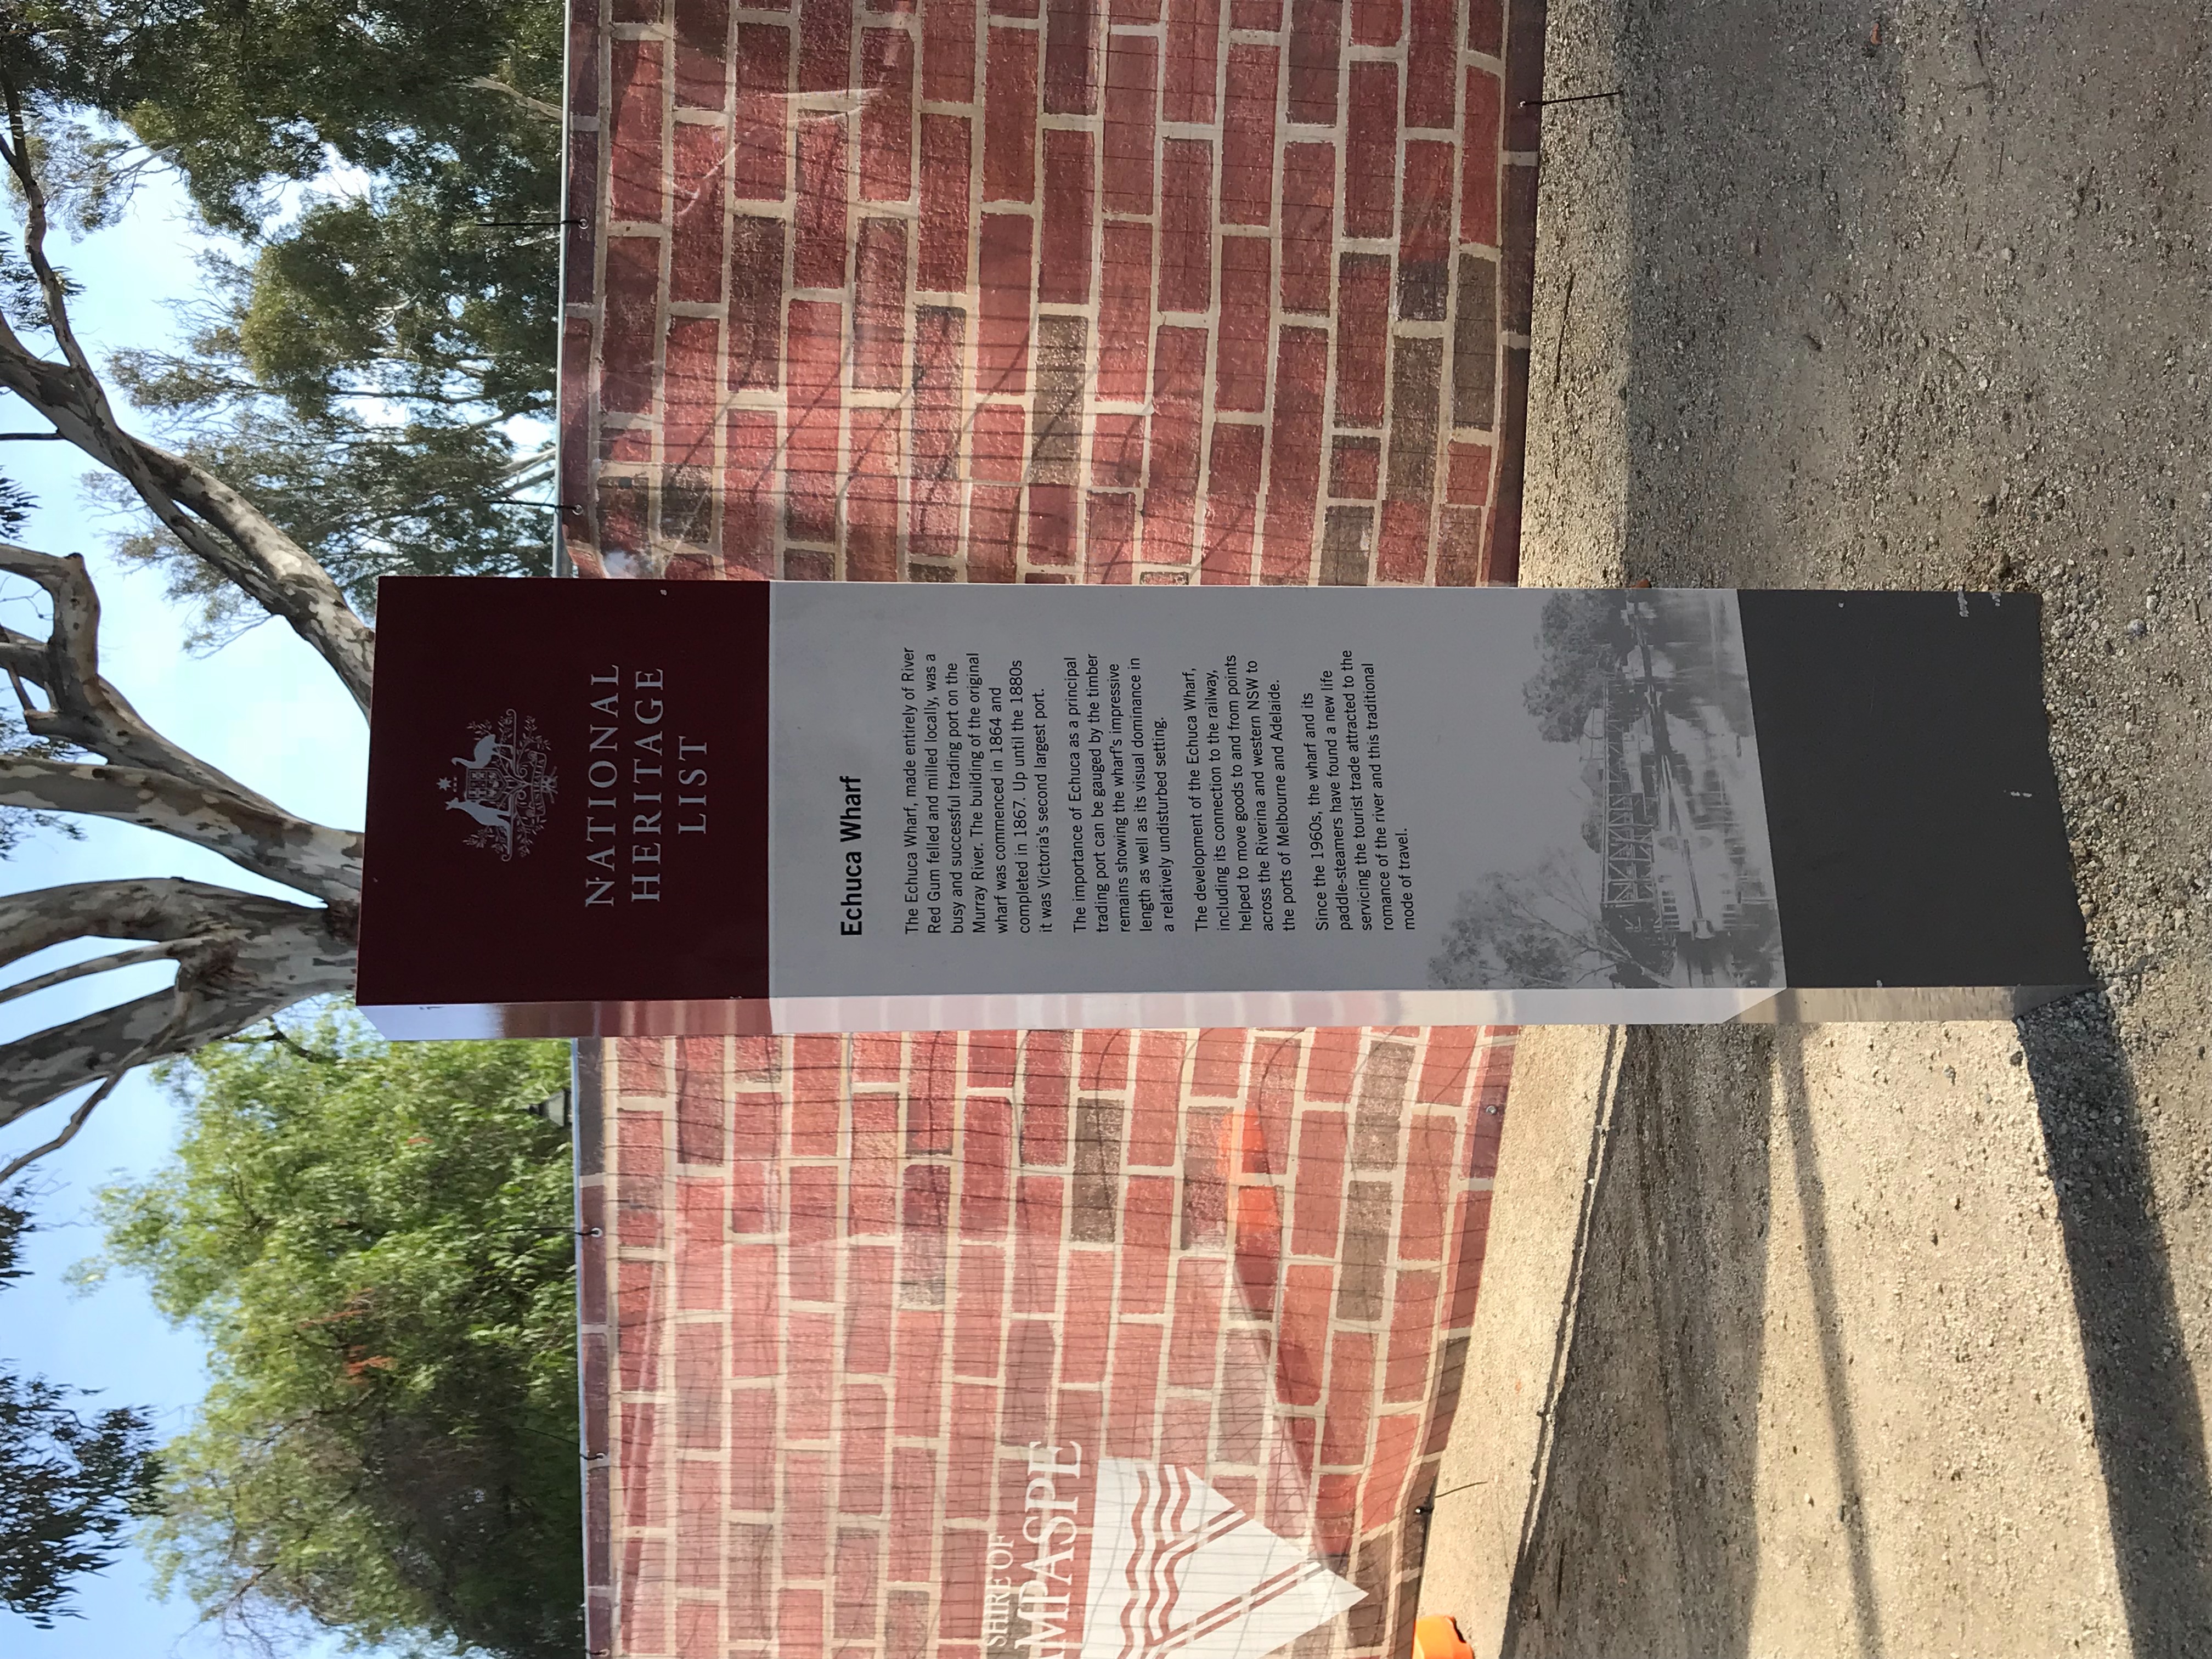 NATIONAL
HERITAGE
LIST
Echuca Wharf
The Echuca Wharf, made entirely of River
Red Gum felled and milled locally, was a
busy and successful trading port on the
Murray River. The building of the original
wharf was commenced in 1864 and
completed in 1867. Up until the 1880s
it was Victoria's second largest port.
The importance of Echuca as a principal
trading port can be gauged by the timber
remains showing the wharf's impressive
length as well as its visual dominance in
a relatively undisturbed setting.
The development of the Echuca Wharf,
including its connection to the railway,
helped to move goods to and from points
across the Riverina and western NSW to
the ports of Melbourne and Adelaide.
Since the 1960s, the wharf and its
paddle-steamers have found a new life
servicing the tourist trade attracted to the
romance of the river and this traditional
mode of travel.
SHIRE OF
MPASPE